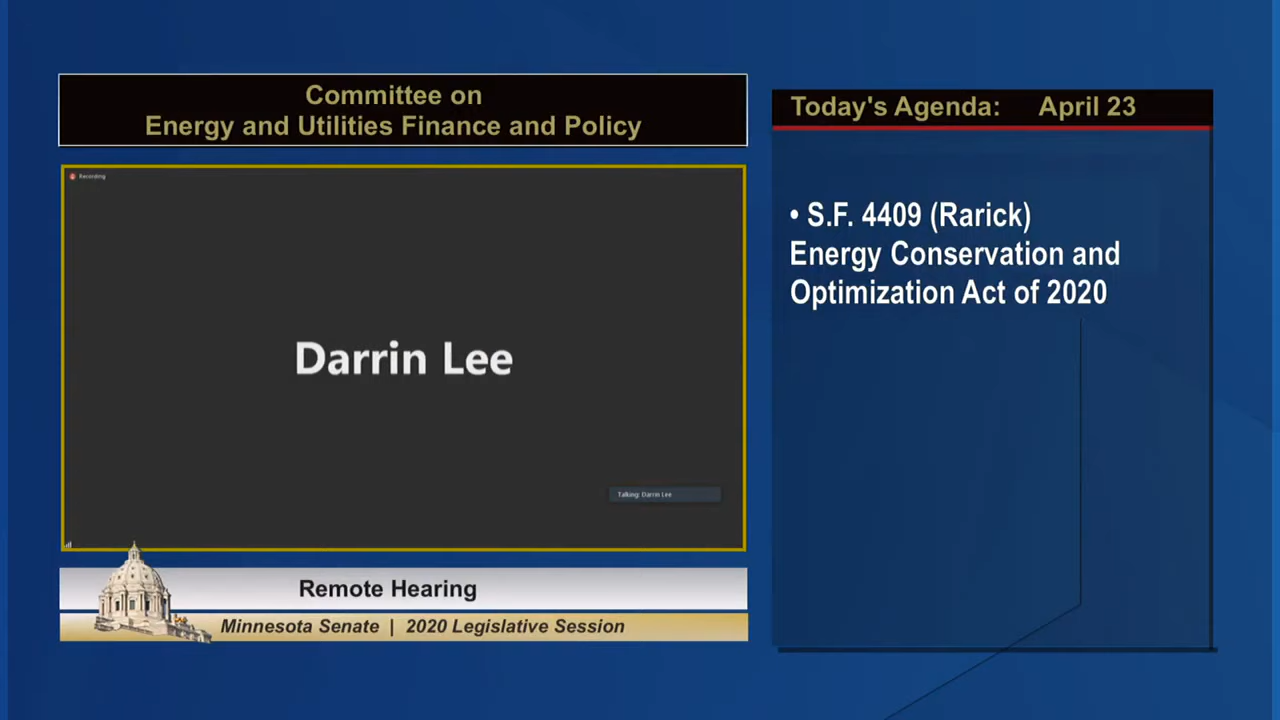 Committee on
Energy and Utilities Finance and Policy
Today's Agenda: April 23
Recording
• S.F. 4409 (Rarick)
Energy Conservation and
Optimization Act of 2020
Darrin Lee
Talking: Darrin Lee
Remote Hearing
Minnesota Senate | 2020 Legislative Session